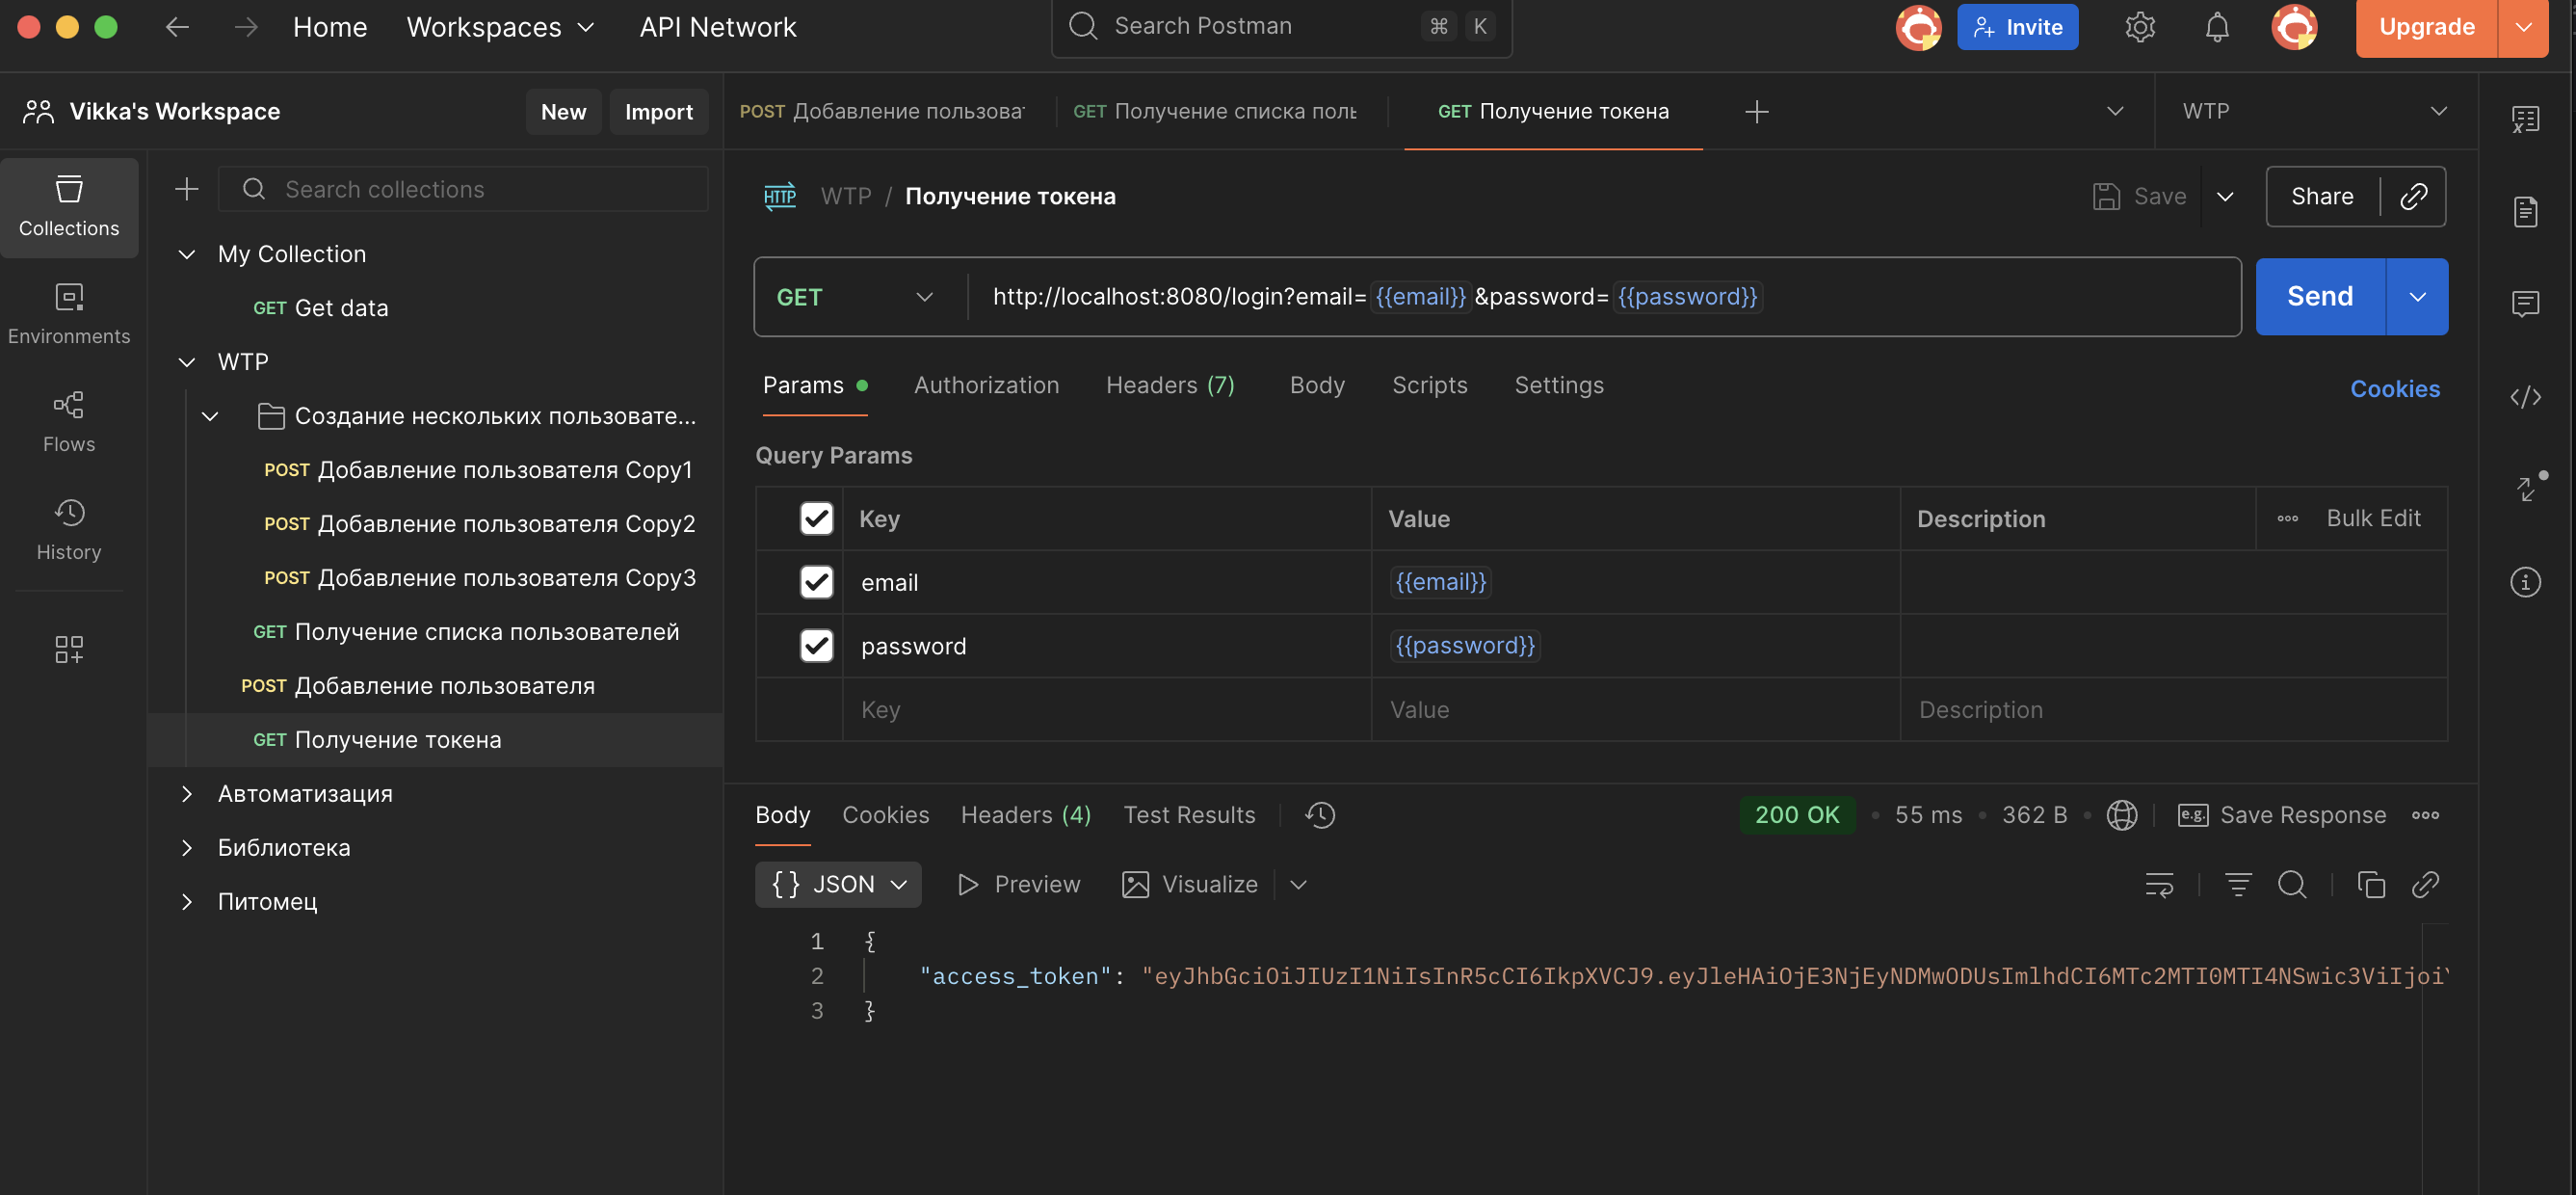 Home Workspaces API Network Search Postman ⌘ K Invite Upgrade
Vikka's Workspace New Import
POST Добавление пользоват GET Получение списка поль GET Получение токена WTP
Collections
Environments
Flows
History
Search collections
My Collection
GET Get data
WTP
Создание нескольких пользовате...
POST Добавление пользователя Copy1
POST Добавление пользователя Copy2
POST Добавление пользователя Copy3
GET Получение списка пользователей
POST Добавление пользователя
GET Получение токена
Автоматизация
Библиотека
Питомец
HTTP WTP / Получение токена Save Share
GET http://localhost:8080/login?email={{email}}&password={{password}} Send
Params Authorization Headers (7) Body Scripts Settings Cookies
Query Params
Key Value Description Bulk Edit
email {{email}}
password {{password}}
Key Value Description
Body Cookies Headers (4) Test Results 200 OK 55 ms 362 B e.g. Save Response
{} JSON Preview Visualize
1 {
2 "access_token": "eyJhbGciOiJIUzI1NiIsInR5cCI6IkpXVCJ9.eyJleHAiOjE3NjEyNDMwODUsImlhdCI6MTc2MTI0MTI4NSwic3ViIjoiY
3 }